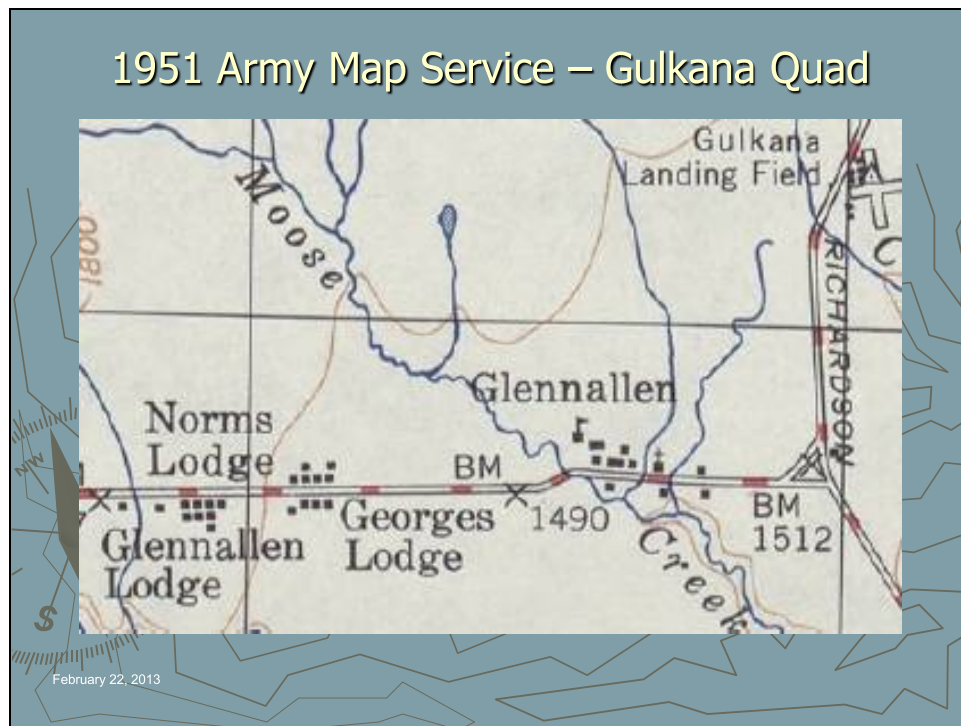 1951 Army Map Service – Gulkana Quad
Gulkana
Landing Field
Moose
1800
C
RICHARDSON
Glennallen
Norms
Lodge
BM
1490
BM
1512
Georges
Lodge
Glennallen
Lodge
Creek
NW
S
February 22, 2013